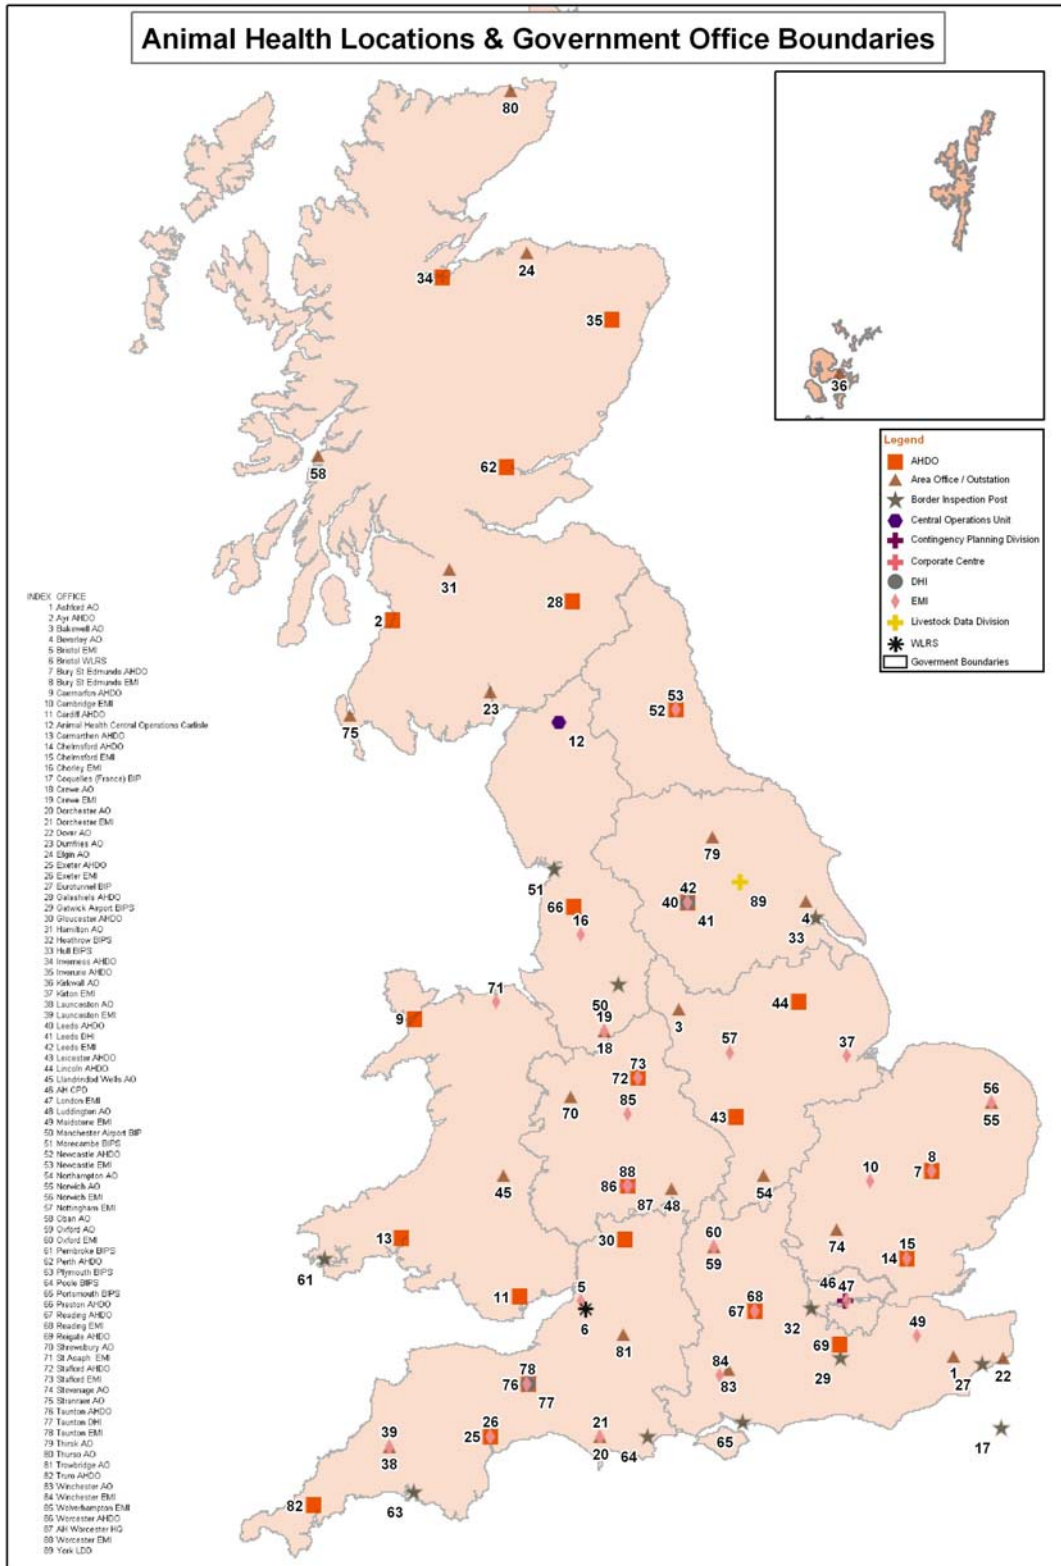 Animal Health Locations & Government Office Boundaries
80
24
34
35
36
62
58
31
28
2
23
75
53
52
12
79
42
40
41
89
4
33
51
66
16
50
19
18
71
9
3
44
57
37
73
72
85
70
43
56
55
8
7
10
88
86
87
48
45
54
13
61
30
60
59
74
15
14
11
5
6
46
47
68
67
32
69
49
81
84
83
29
1
27
22
78
76
77
26
25
21
20
64
65
17
39
38
82
63
Legend
AHDO
Area Office / Outstation
Border Inspection Post
Central Operations Unit
Contingency Planning Division
Corporate Centre
DHI
EMI
Livestock Data Division
WLRS
Goverment Boundaries
INDEX OFFICE
1 Ashford AO
2 Ayr AHDO
3 Bakewell AO
4 Beverley AO
5 Bristol EMI
6 Bristol WLRS
7 Bury St Edmunds AHDO
8 Bury St Edmunds EMI
9 Caernarfon AHDO
10 Cambridge EMI
11 Cardiff AHDO
12 Animal Health Central Operations Carlisle
13 Carmarthen AHDO
14 Chelmsford AHDO
15 Chelmsford EMI
16 Chorley EMI
17 Coquelles (France) BIP
18 Crewe AO
19 Crewe EMI
20 Dorchester AO
21 Dorchester EMI
22 Dover AO
23 Dumfries AO
24 Elgin AO
25 Exeter AHDO
26 Exeter EMI
27 Eurotunnel BIP
28 Galashiels AHDO
29 Gatwick Airport BIPS
30 Gloucester AHDO
31 Hamilton AO
32 Heathrow BIPS
33 Hull BIPS
34 Inverness AHDO
35 Inverurie AHDO
36 Kirkwall AO
37 Kirton EMI
38 Launceston AO
39 Launceston EMI
40 Leeds AHDO
41 Leeds DHI
42 Leeds EMI
43 Leicester AHDO
44 Lincoln AHDO
45 Llandrindod Wells AO
46 AH CPD
47 London EMI
48 Luddington AO
49 Maidstone EMI
50 Manchester Airport BIP
51 Morecambe BIPS
52 Newcastle AHDO
53 Newcastle EMI
54 Northampton AO
55 Norwich AO
56 Norwich EMI
57 Nottingham EMI
58 Oban AO
59 Oxford AO
60 Oxford EMI
61 Pembroke BIPS
62 Perth AHDO
63 Plymouth BIPS
64 Poole BIPS
65 Portsmouth BIPS
66 Preston AHDO
67 Reading AHDO
68 Reading EMI
69 Reigate AHDO
70 Shrewsbury AO
71 St Asaph EMI
72 Stafford AHDO
73 Stafford EMI
74 Stevenage AO
75 Stranraer AO
76 Taunton AHDO
77 Taunton DHI
78 Taunton EMI
79 Thirsk AO
80 Thurso AO
81 Trowbridge AO
82 Truro AHDO
83 Winchester AO
84 Winchester EMI
85 Wolverhampton EMI
86 Worcester AHDO
87 AH Worcester HQ
88 Worcester EMI
89 York LDD